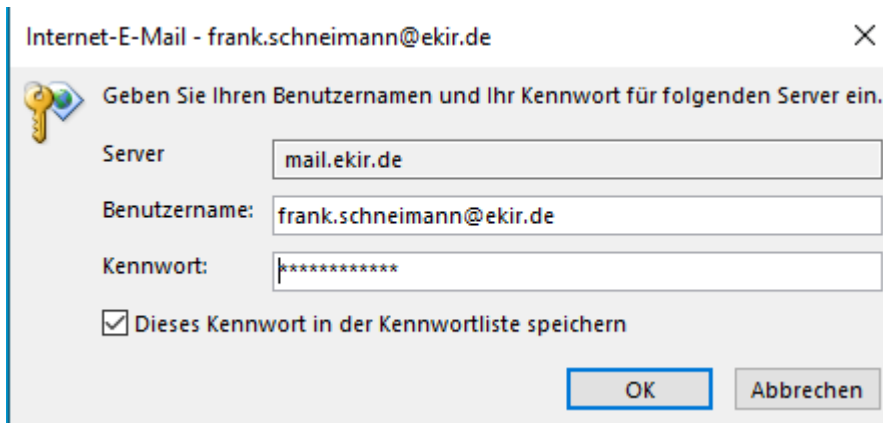 Internet-E-Mail - frank.schneimann@ekir.de
Geben Sie Ihren Benutzernamen und Ihr Kennwort für folgenden Server ein.
Server mail.ekir.de
Benutzername: frank.schneimann@ekir.de
Kennwort: ************
Dieses Kennwort in der Kennwortliste speichern
OK Abbrechen